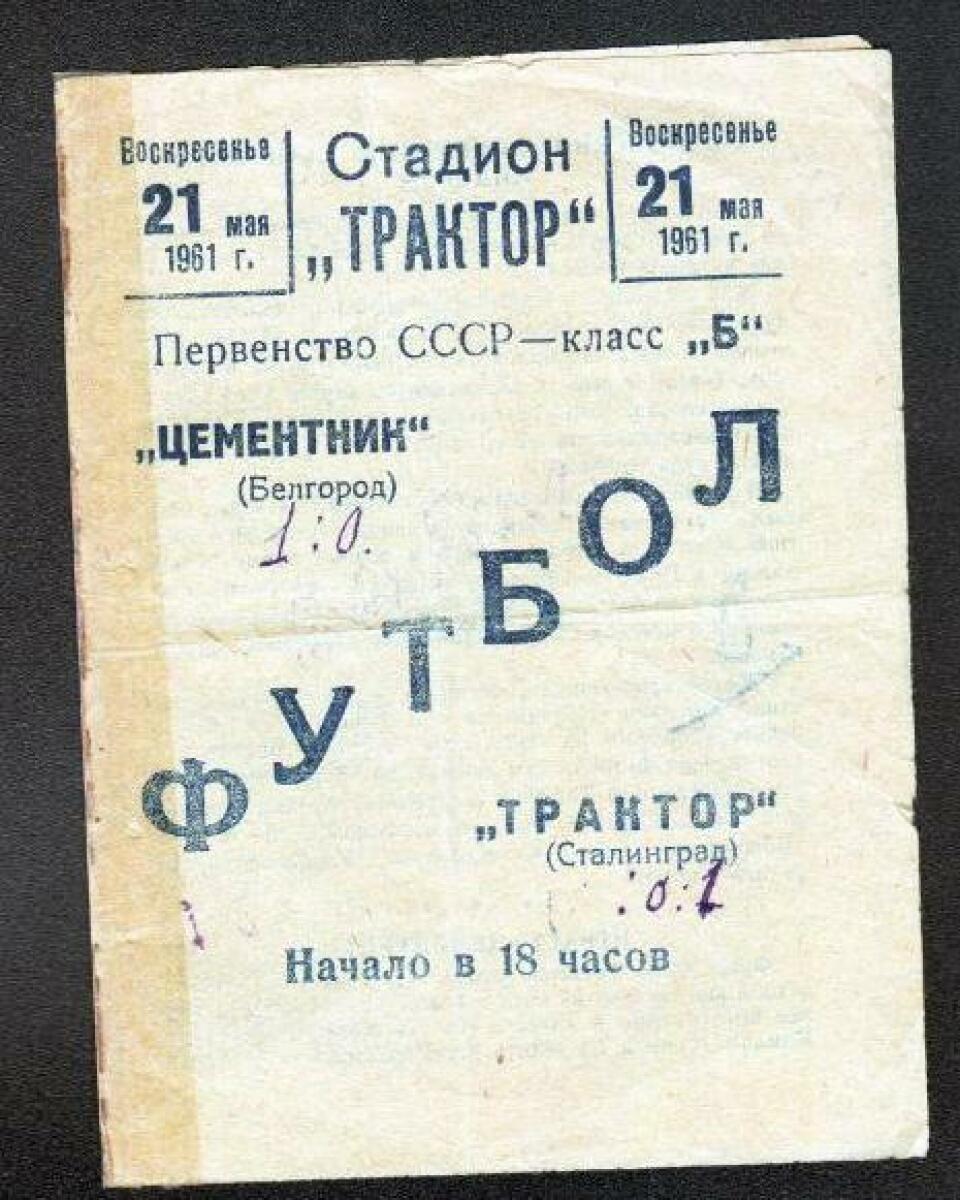 Воскресенье
21 мая
1961 г.
Стадион
„ТРАКТОР“
Воскресенье
21 мая
1961 г.
Первенство СССР—класс „Б“
„ЦЕМЕНТНИК“
(Белгород)
1:0.
ФУТБОЛ
„ТРАКТОР“
(Сталинград)
:0:1
Начало в 18 часов